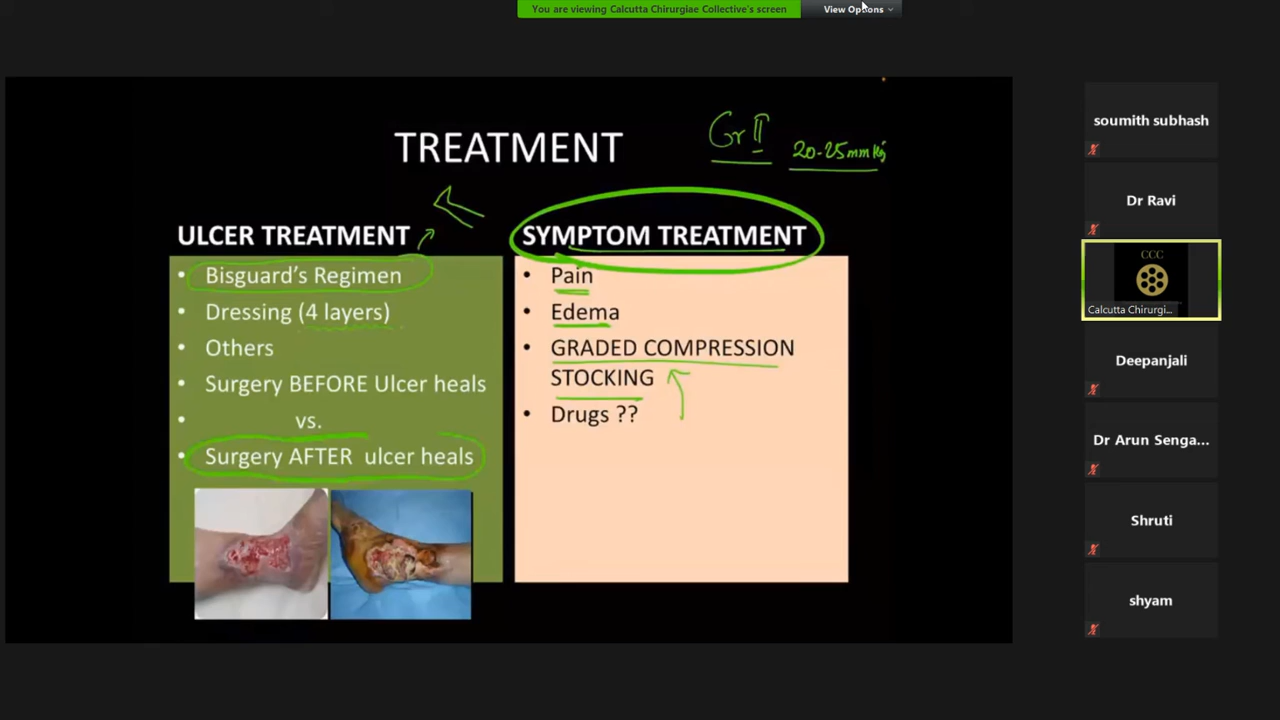 You are viewing Calcutta Chirurgiae Collective's screen
View Options
TREATMENT
Gr II
20-25mmHg
ULCER TREATMENT
• Bisguard's Regimen
• Dressing (4 layers)
• Others
• Surgery BEFORE Ulcer heals
• vs.
• Surgery AFTER ulcer heals
SYMPTOM TREATMENT
• Pain
• Edema
• GRADED COMPRESSION
STOCKING
• Drugs ??
soumith subhash
Dr Ravi
CCC
Calcutta Chirurgi...
Deepanjali
Dr Arun Senga...
Shruti
shyam